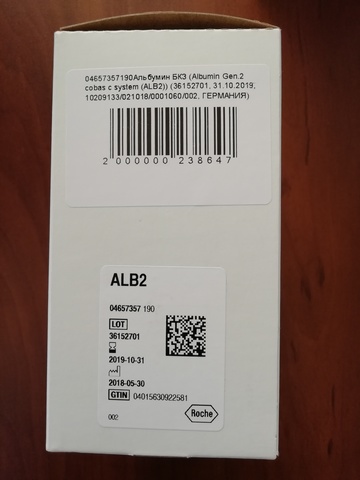 04657357190Альбумин БКЗ (Albumin Gen.2
cobas c system (ALB2)) (36152701, 31.10.2019,
10209133/021018/0001060/002, ГЕРМАНИЯ)
2 000000 238647
ALB2
04657357 190
LOT
36152701
2019-10-31
2018-05-30
GTIN 04015630922581
002
Roche